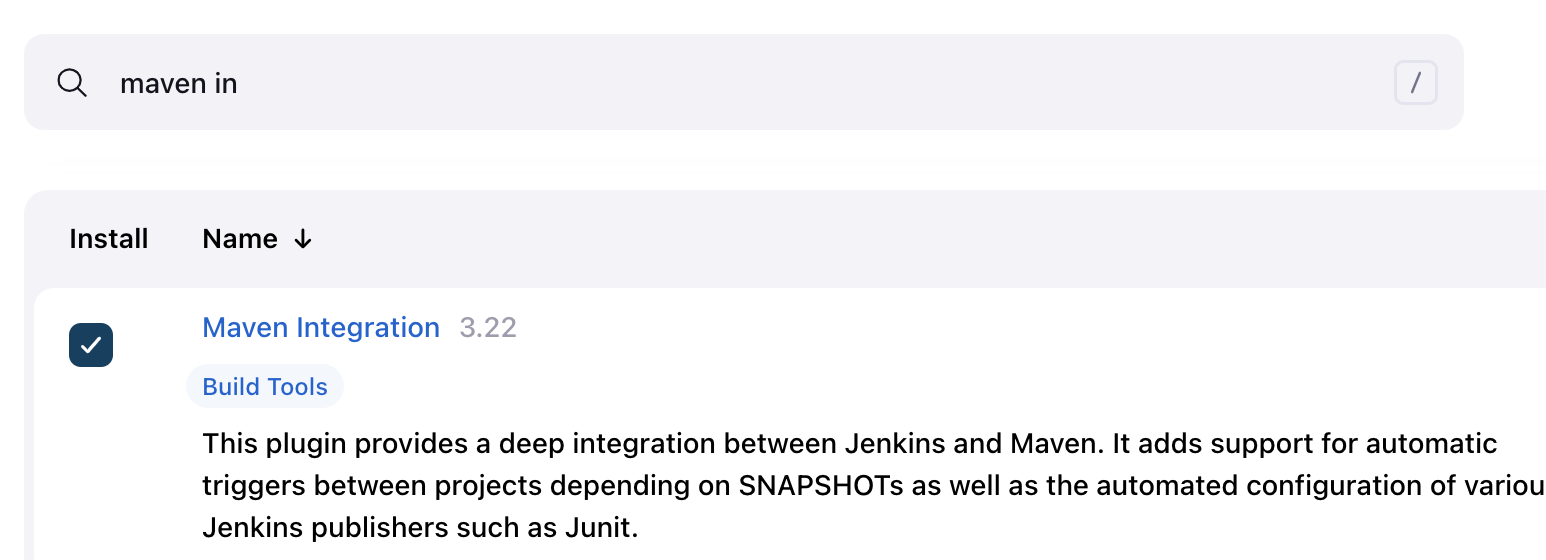 maven in
/
Install
Name ↓
Maven Integration 3.22
Build Tools
This plugin provides a deep integration between Jenkins and Maven. It adds support for automatic
triggers between projects depending on SNAPSHOTs as well as the automated configuration of variou
Jenkins publishers such as Junit.